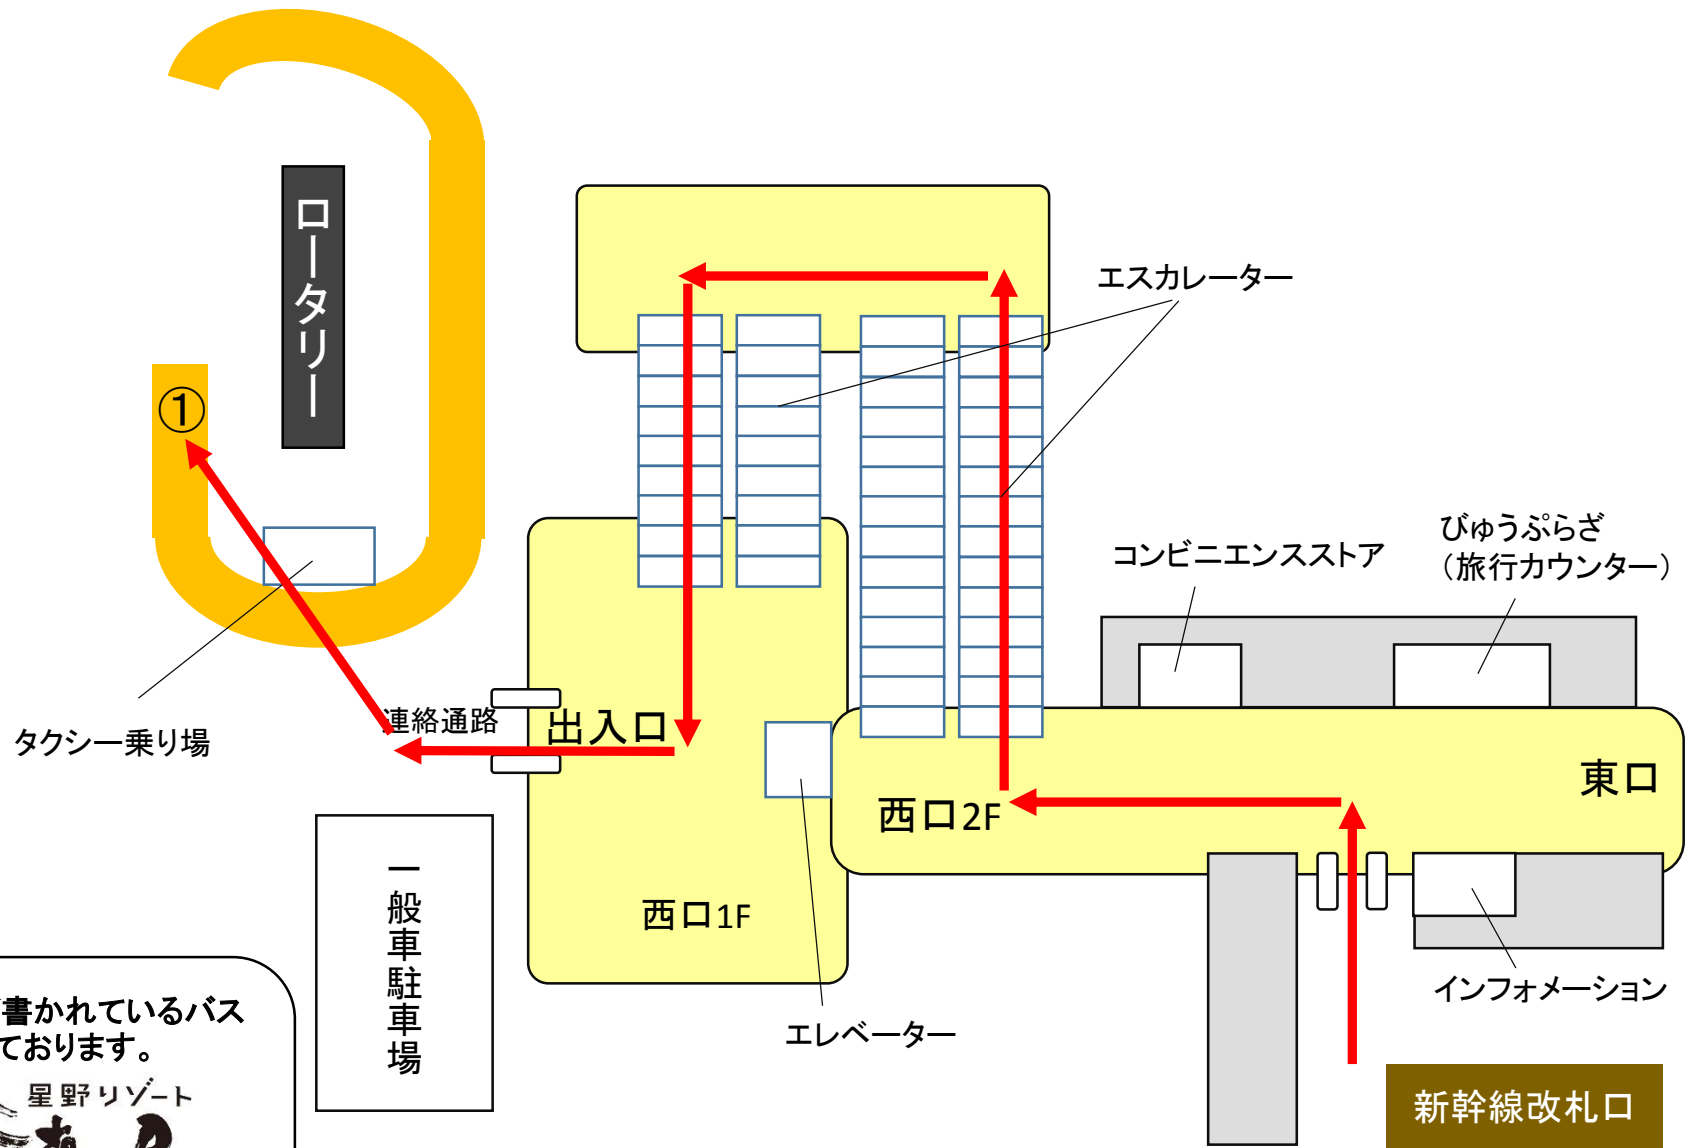 ロータリー
エスカレーター
①
びゅうぷらざ
（旅行カウンター）
コンビニエンスストア
連絡通路
出入口
タクシー乗り場
東口
西口2F
一般車駐車場
西口1F
インフォメーション
エレベーター
書かれているバス
ております。
星野リゾート
新幹線改札口